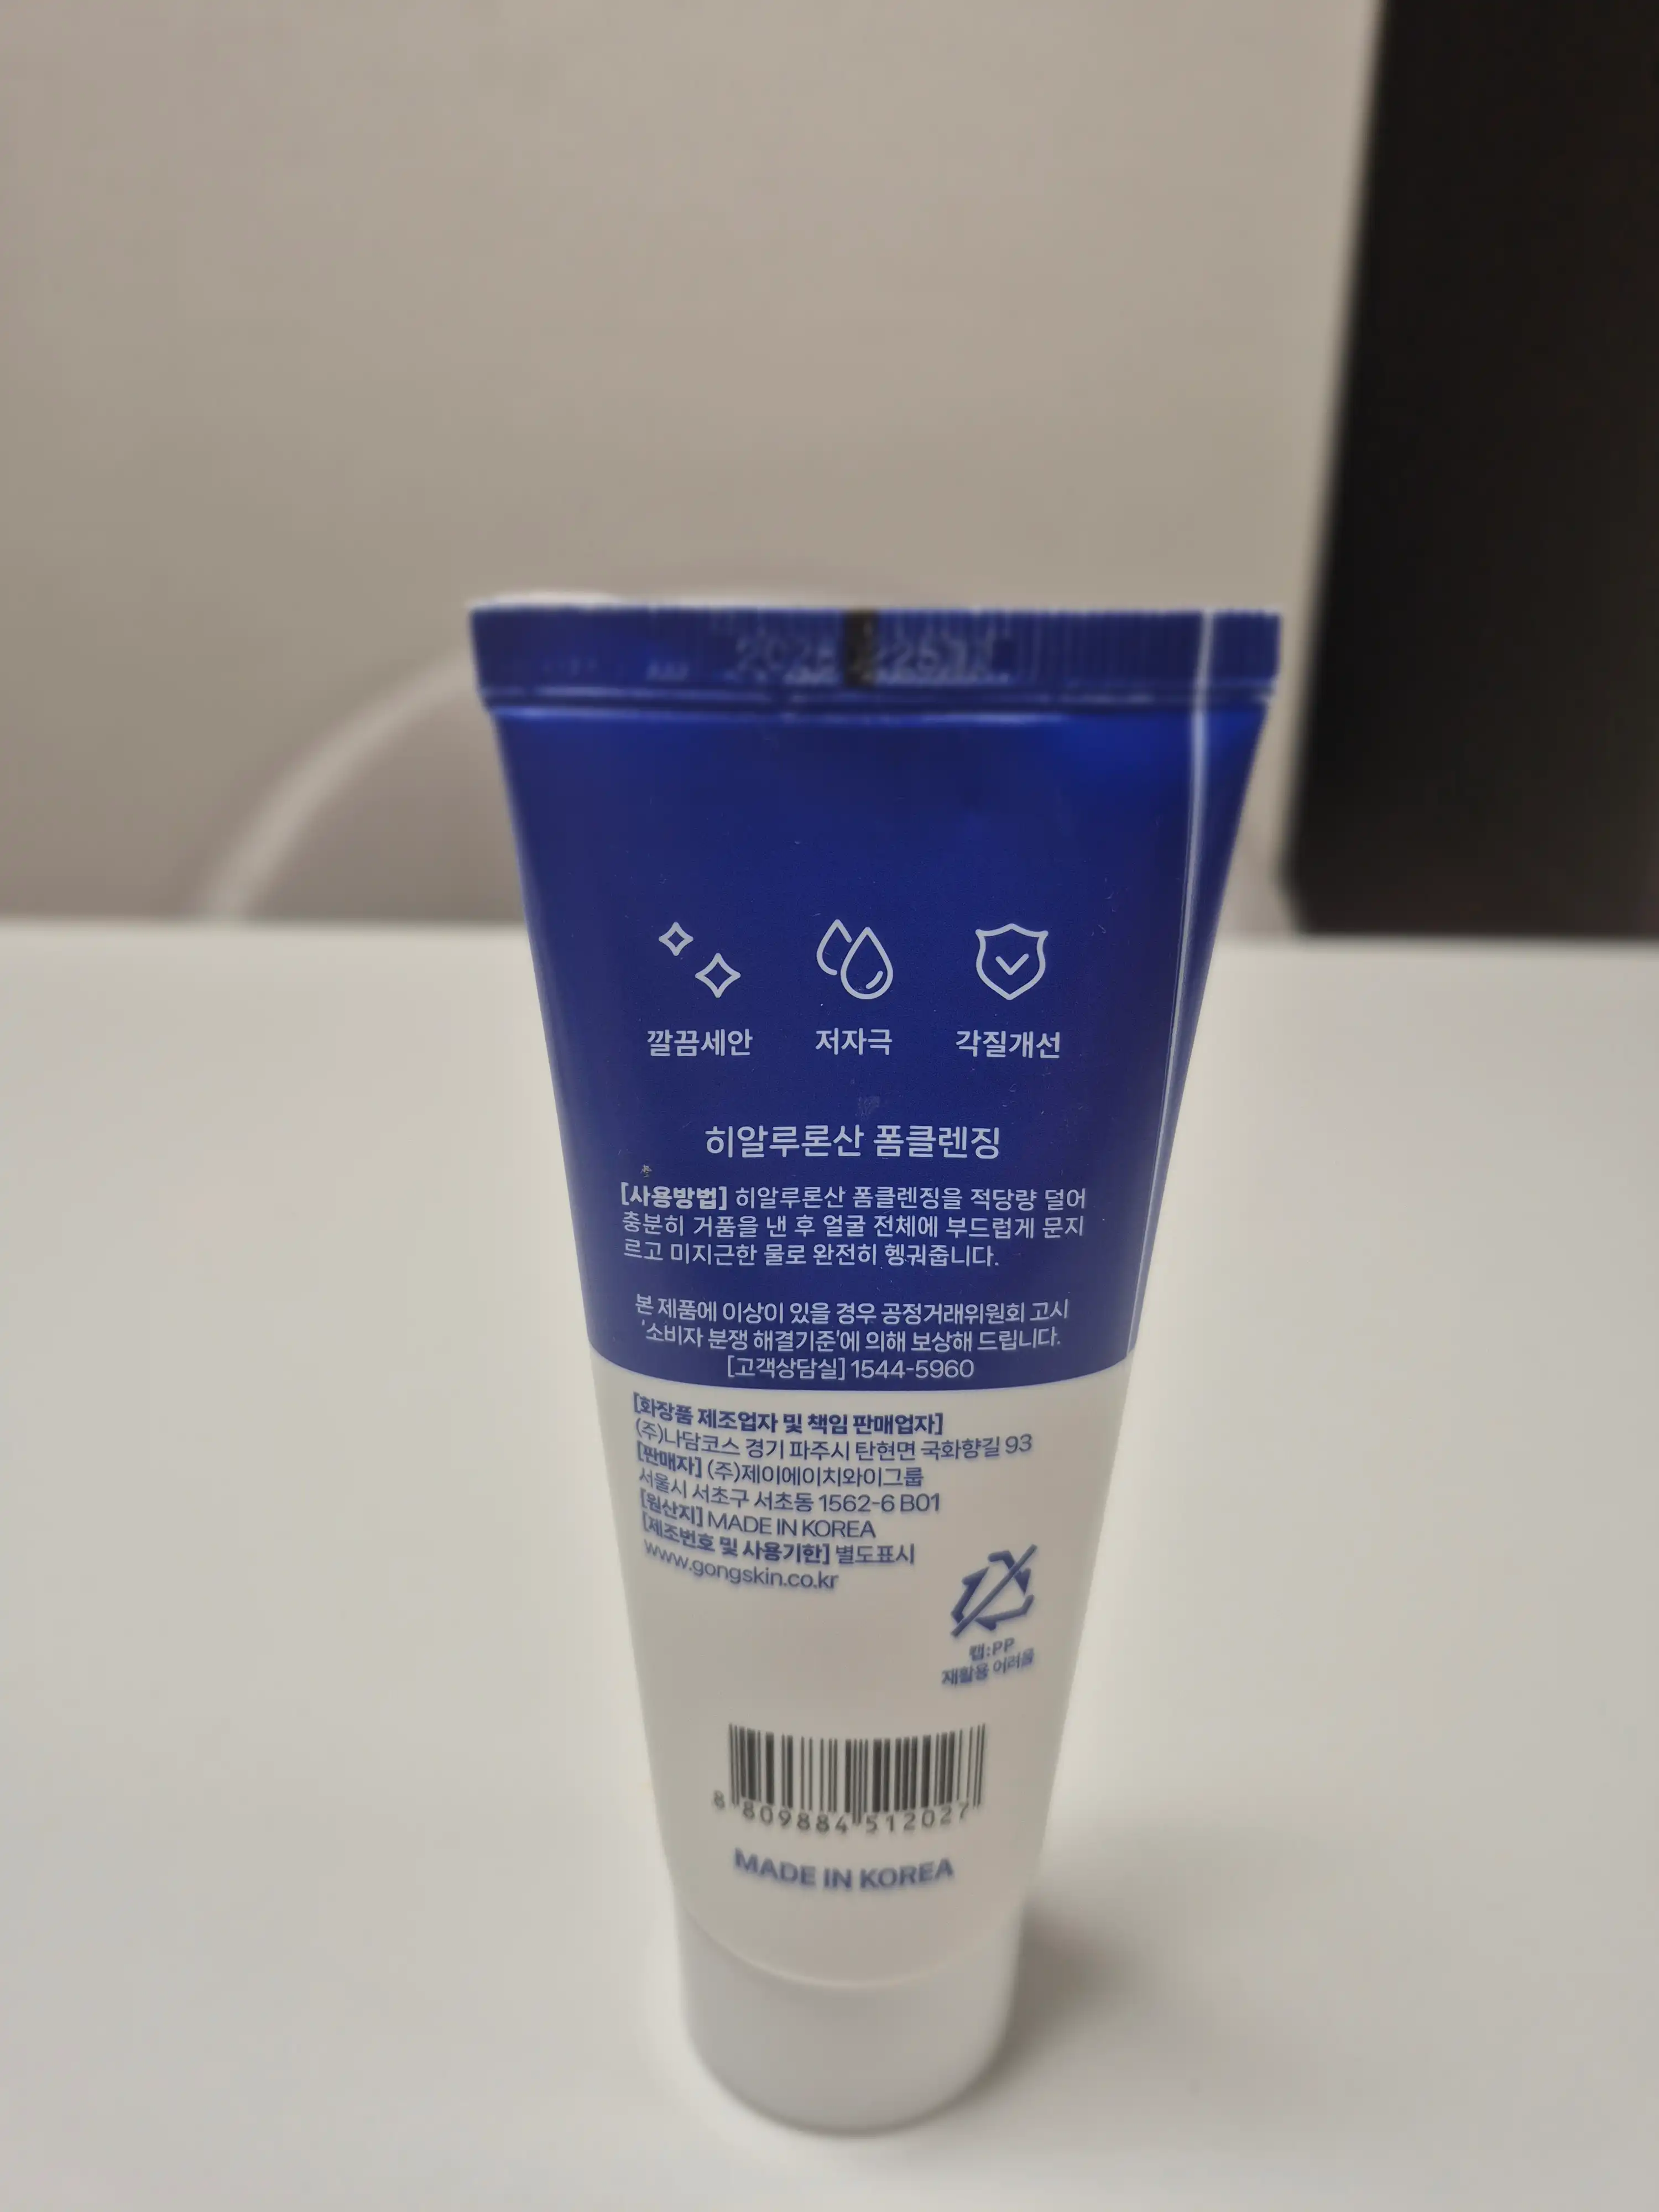 깔끔세안 저자극 각질개선
히알루론산 폼클렌징
[사용방법] 히알루론산 폼클렌징을 적당량 덜어
충분히 거품을 낸 후 얼굴 전체에 부드럽게 문지
르고 미지근한 물로 완전히 헹궈줍니다.
본 제품에 이상이 있을 경우 공정거래위원회 고시
'소비자 분쟁 해결기준'에 의해 보상해 드립니다.
[고객상담실] 1544-5960
[화장품 제조업자 및 책임 판매업자]
(주)나담코스 경기 파주시 탄현면 국화향길 93
[판매자] (주)제이에이치와이그룹
서울시 서초구 서초동 1562-6 B01
[원산지] MADE IN KOREA
[제조번호 및 사용기한] 별도표시
www.gongskin.co.kr
캡:PP
재활용 어려움
8 809884 512027
MADE IN KOREA